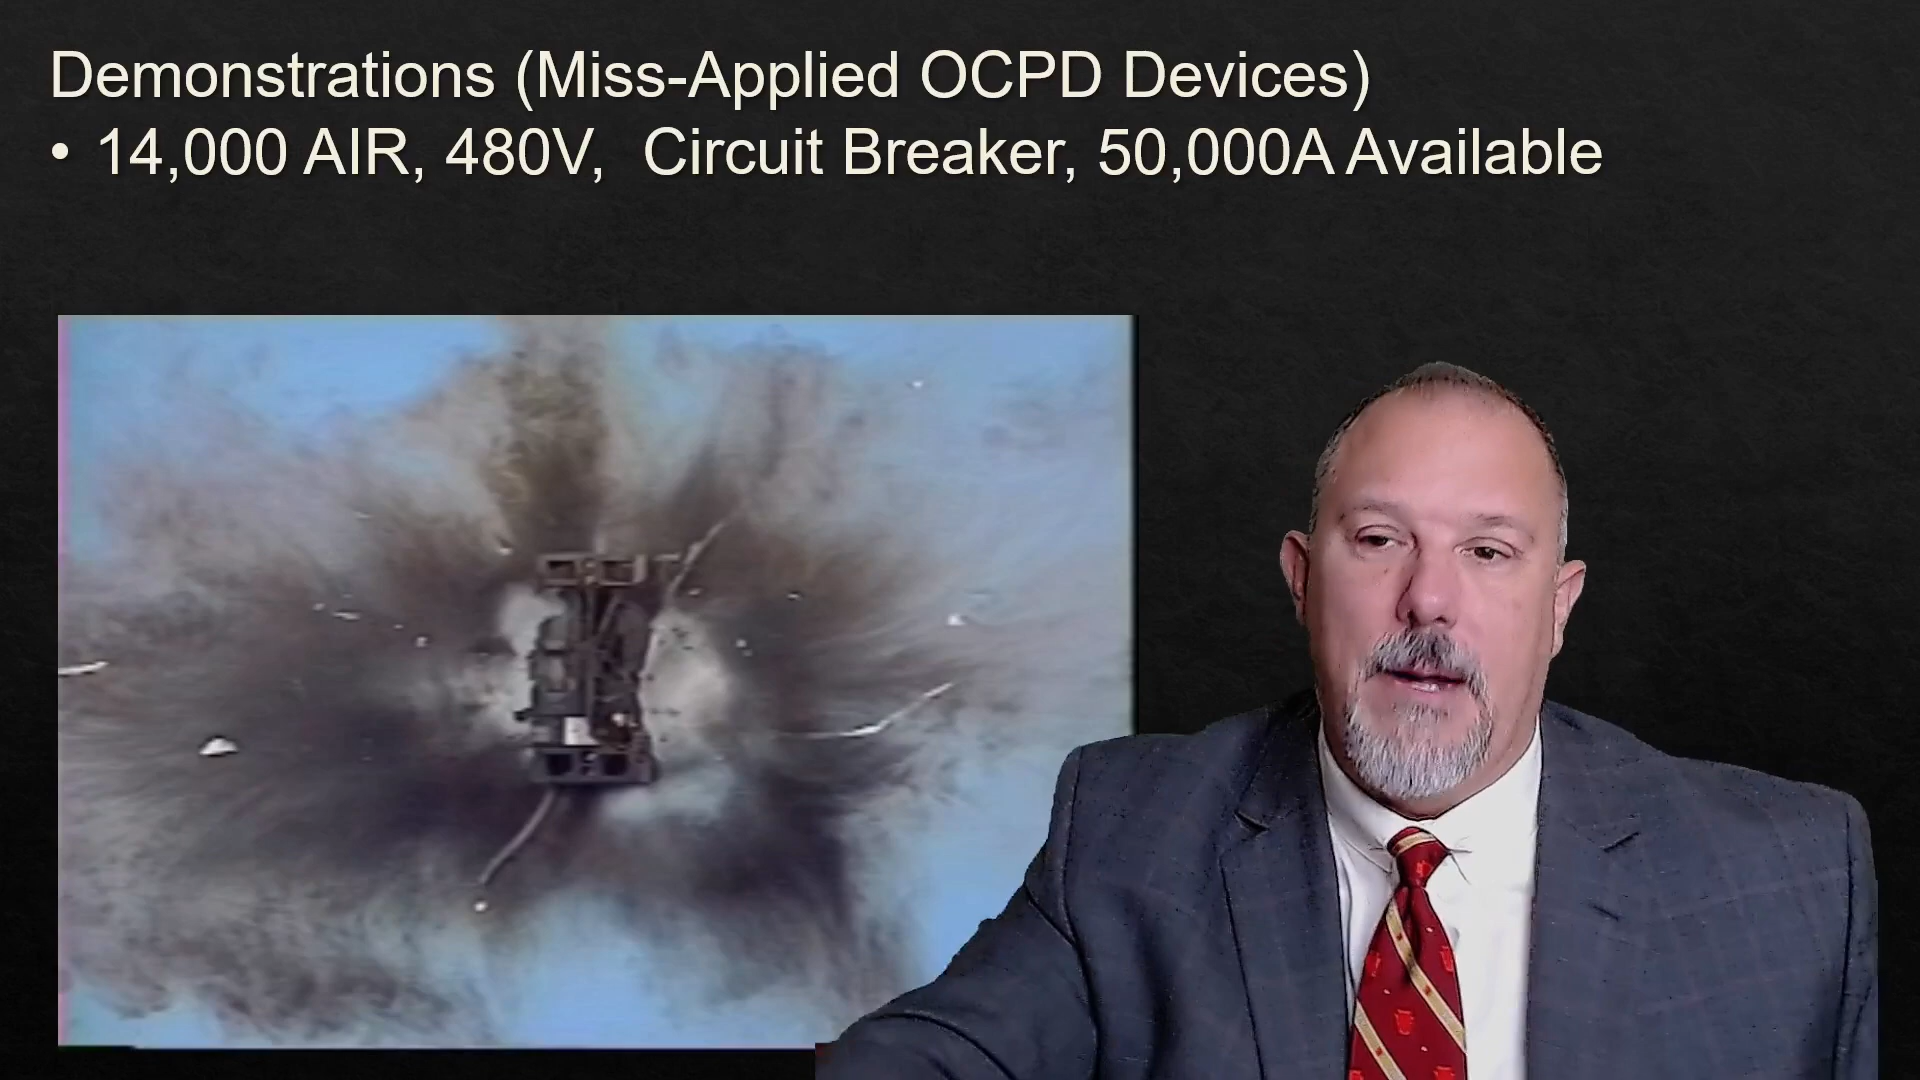 Demonstrations (Miss-Applied OCPD Devices)
• 14,000 AIR, 480V,  Circuit Breaker, 50,000A Available